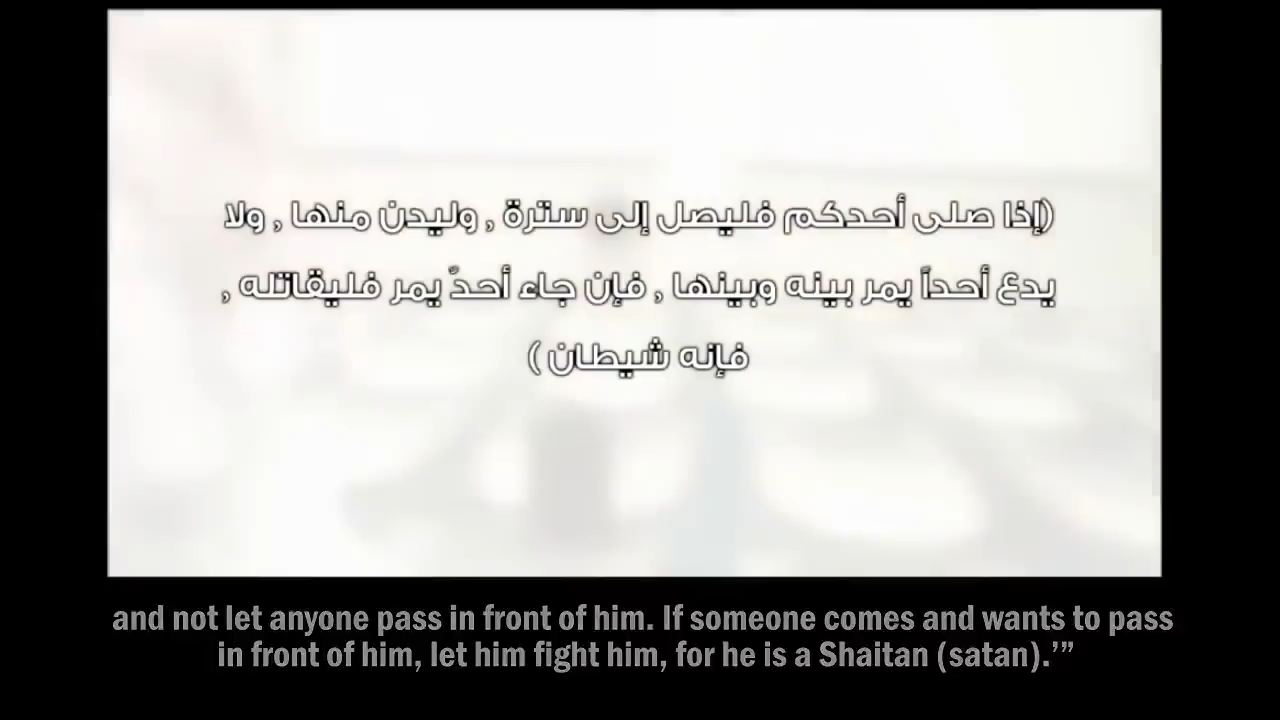 (إذا صلى أحدكم فليصل إلى سترة , وليدن منها , ولا
يدع أحداً يمر بينه وبينها , فإن جاء أحدٌ يمر فليقاتله ,
فإنه شيطان )
and not let anyone pass in front of him. If someone comes and wants to pass
in front of him, let him fight him, for he is a Shaitan (satan).’”